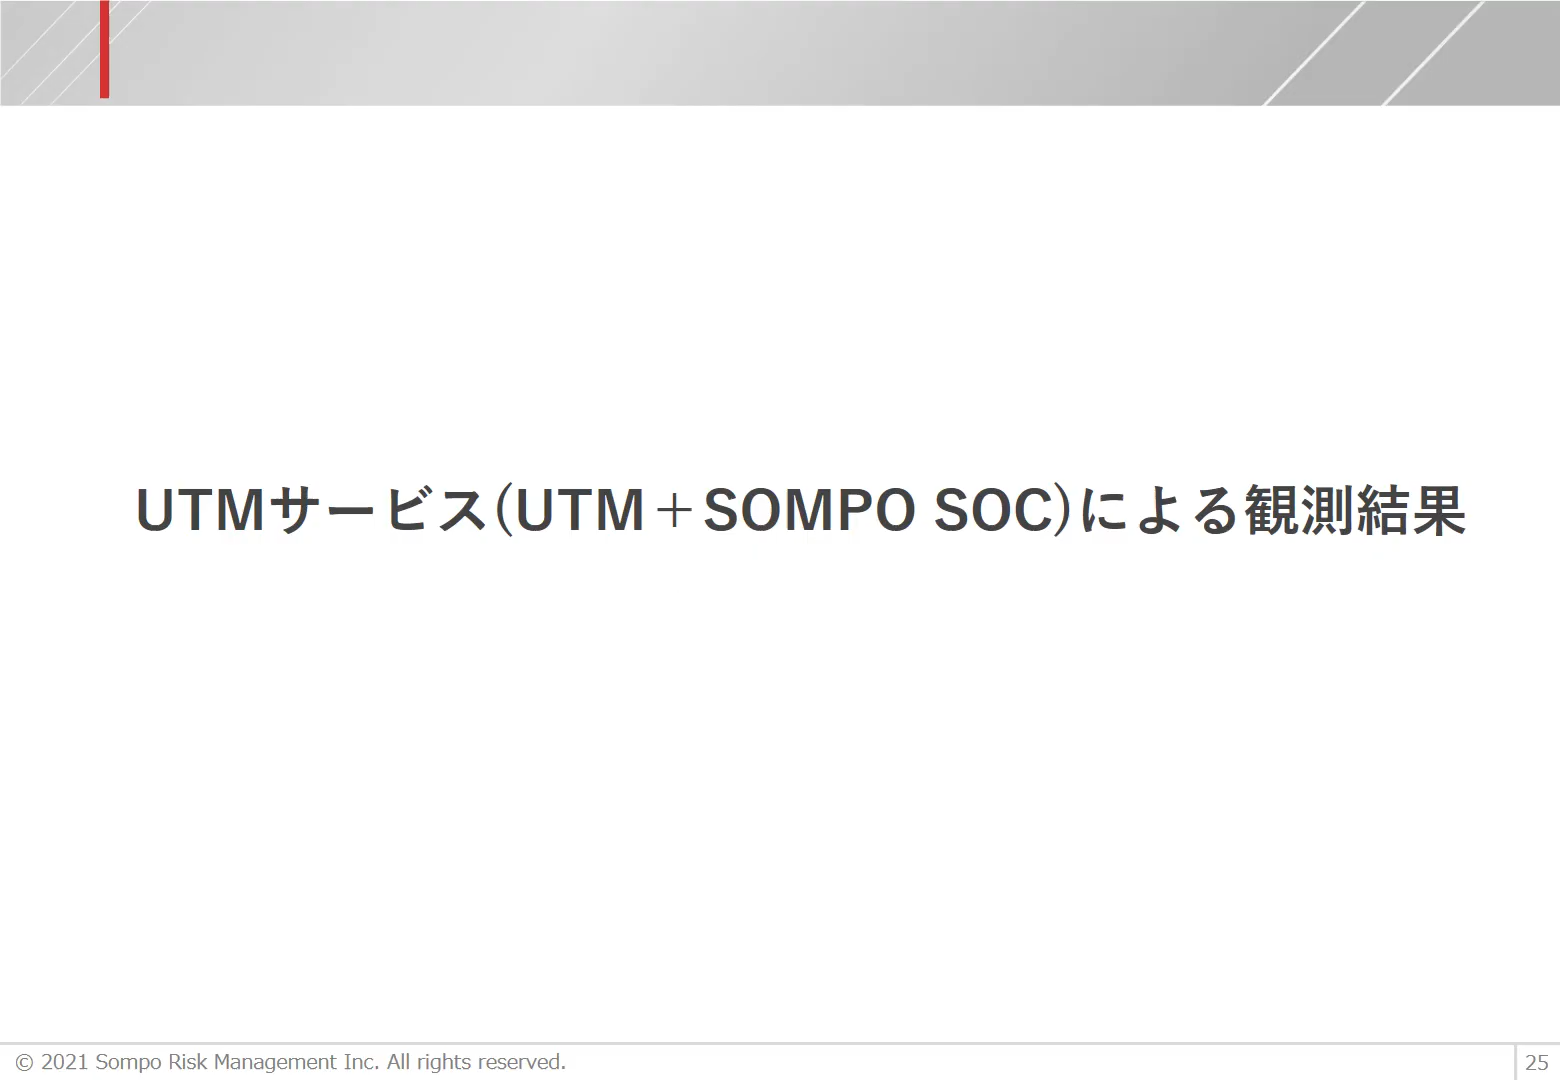 UTMサービス(UTM＋SOMPO SOC)による観測結果
© 2021 Sompo Risk Management Inc. All rights reserved.
25